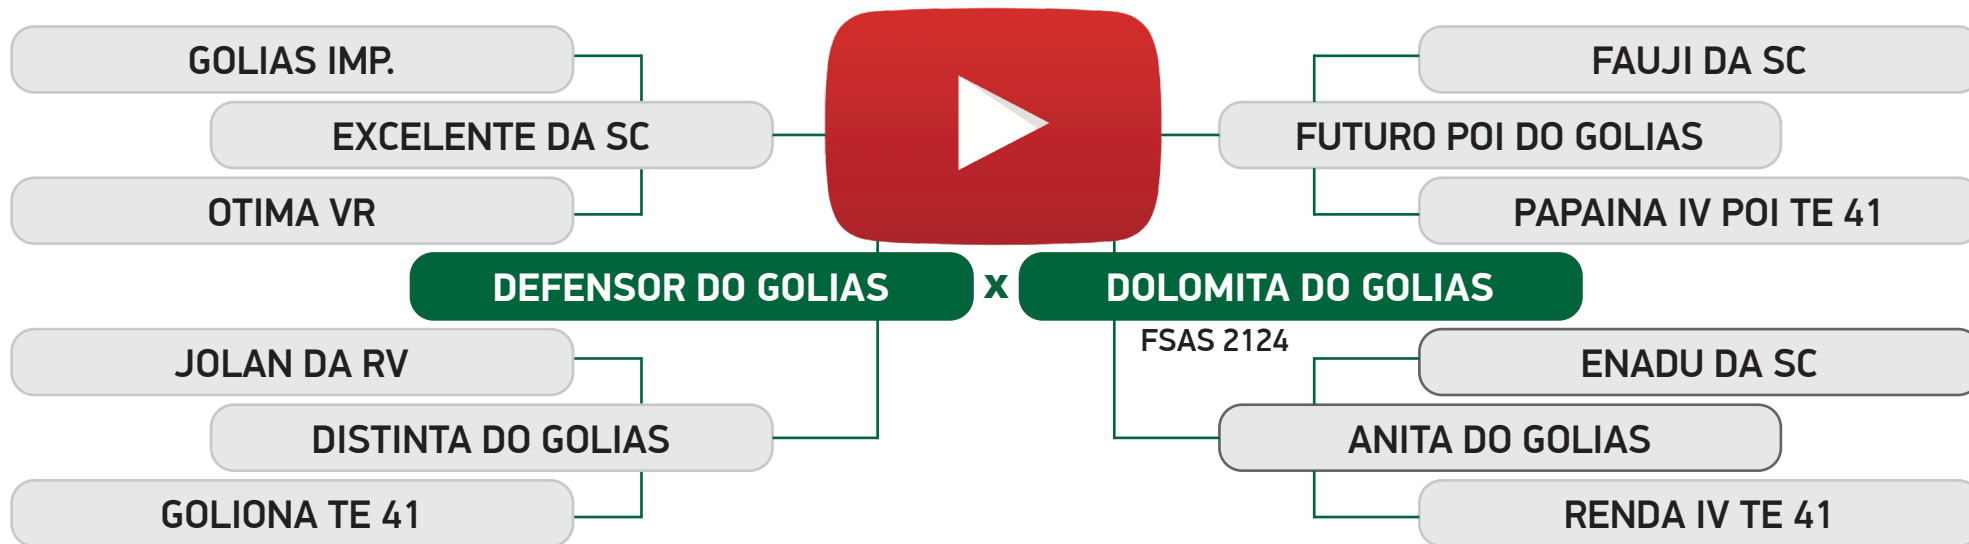 GOLIAS IMP.
EXCELENTE DA SC
OTIMA VR
FAUJI DA SC
FUTURO POI DO GOLIAS
PAPAINA IV POI TE 41
DEFENSOR DO GOLIAS x DOLOMITA DO GOLIAS
FSAS 2124
JOLAN DA RV
DISTINTA DO GOLIAS
GOLIONA TE 41
ENADU DA SC
ANITA DO GOLIAS
RENDA IV TE 41